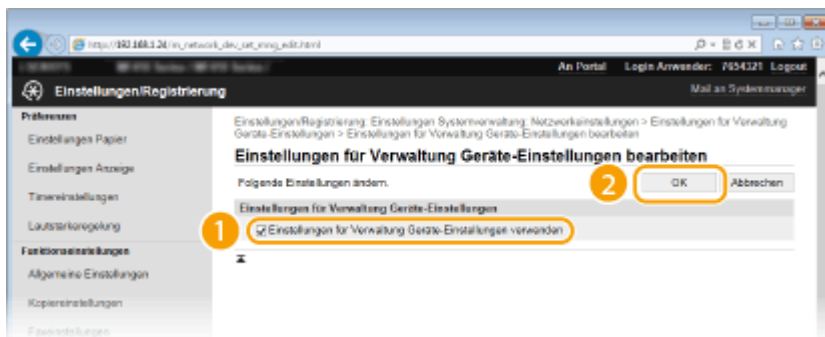 http://192.168.1.24/m_network_dev_set_mng_edit.html
An Portal Login Anwender: 7654321 Logout
Einstellungen/Registrierung
Mail an Systemmanager
Präferenzen
Einstellungen Papier
Einstellungen Anzeige
Timereinstellungen
Lautstärkeregelung
Funktionseinstellungen
Allgemeine Einstellungen
Kopiereinstellungen
Faxeinstellungen
Einstellungen/Registrierung: Einstellungen Systemverwaltung: Netzwerkeinstellungen > Einstellungen für Verwaltung
Geräte-Einstellungen > Einstellungen für Verwaltung Geräte-Einstellungen bearbeiten
Einstellungen für Verwaltung Geräte-Einstellungen bearbeiten
Folgende Einstellungen ändern.
2
OK
Abbrechen
Einstellungen für Verwaltung Geräte-Einstellungen
1
Einstellungen für Verwaltung Geräte-Einstellungen verwenden